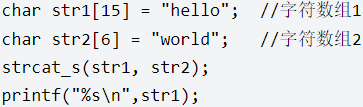 char str1[15] = "hello";  //字符数组1
char str2[6] = "world";   //字符数组2
strcat_s(str1, str2);
printf("%s\n",str1);